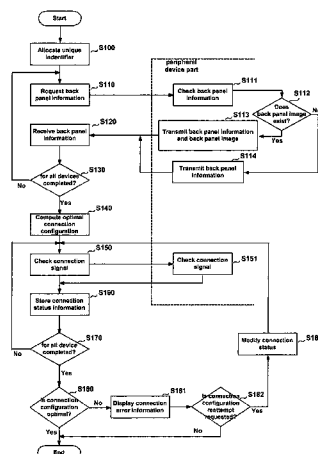 Start
S100
Allocate unique
indentifier
S110
Request back
panel information
peripheral
device part
S111
Check back panel
information
S112
Does
back panel image
exist?
No
Yes
S113
Transmit back panel information
and back panel image
S114
Transmit back panel
information
S120
Receive back panel
information
S130
for all devices
completed?
No
Yes
S140
Compute optimal
connection
configuration
S150
Check connection
signal
S151
Check connection
signal
S160
Store connection
status information
S170
for all device
completed?
No
Yes
S180
Is connection
configuration
optimal?
No
Yes
S181
Display connection
error information
S182
Is connection
configuration
reattempt
requested?
Yes
No
Modify connection
status
End